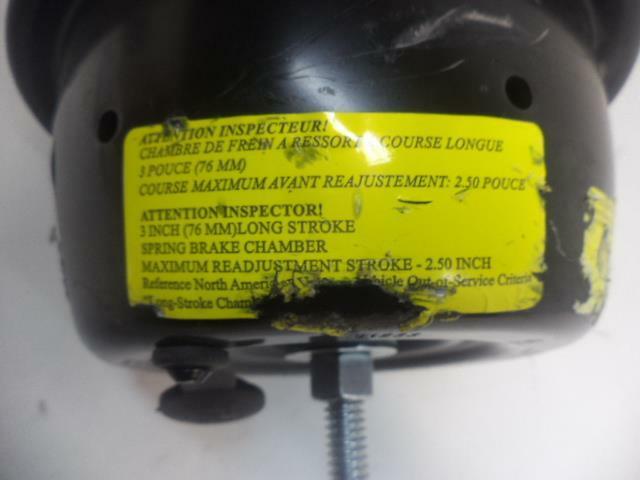 ATTENTION INSPECTEUR!
CHAMBRE DE FREIN A RESSORT COURSE LONGUE
3 POUCE (76 MM)
COURSE MAXIMUM AVANT REAJUSTEMENT: 2.50 POUCE
ATTENTION INSPECTOR!
3 INCH (76 MM)LONG STROKE
SPRING BRAKE CHAMBER
MAXIMUM READJUSTMENT STROKE - 2.50 INCH
Reference North American Vehicle Out-of-Service Criteria
"Long-Stroke